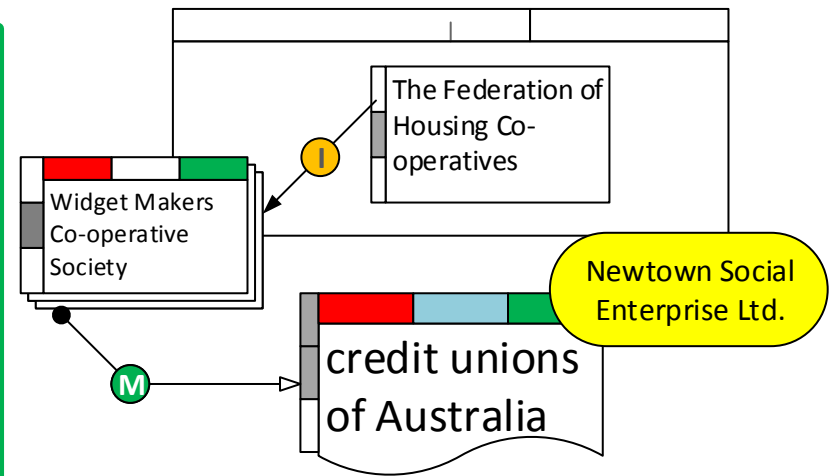 The Federation of
Housing Co-
operatives
I
Widget Makers
Co-operative
Society
Newtown Social
Enterprise Ltd.
credit unions
of Australia
M